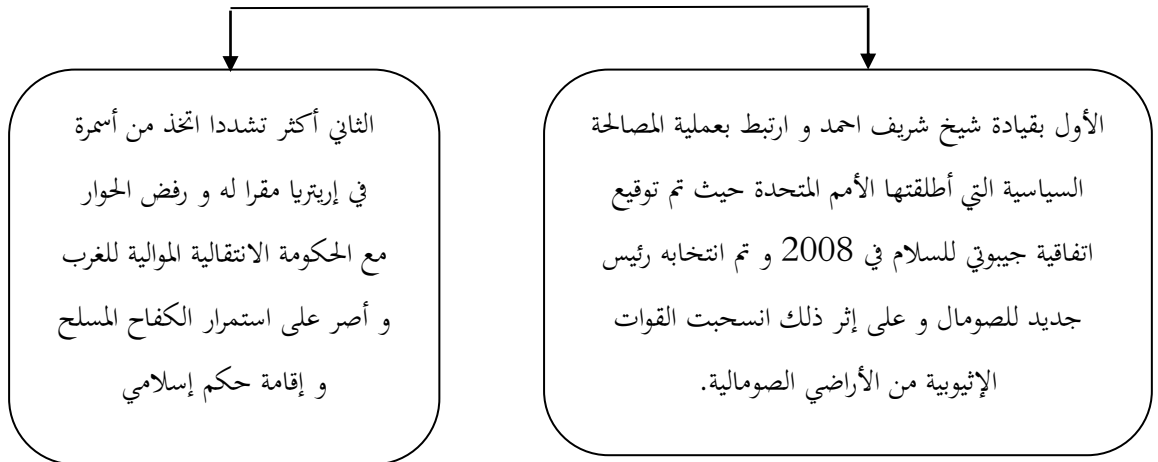 الأول بقيادة شيخ شريف احمد و ارتبط بعملية المصالحة
السياسية التي أطلقتها الأمم المتحدة حيث تم توقيع
اتفاقية جيبوتي للسلام في 2008 و تم انتخابه رئيس
جديد للصومال و على إثر ذلك انسحبت القوات
الإثيوبية من الأراضي الصومالية.
الثاني أكثر تشددا اتخذ من أسمرة
في إريتريا مقرا له و رفض الحوار
مع الحكومة الانتقالية الموالية للغرب
و أصر على استمرار الكفاح المسلح
و إقامة حكم إسلامي